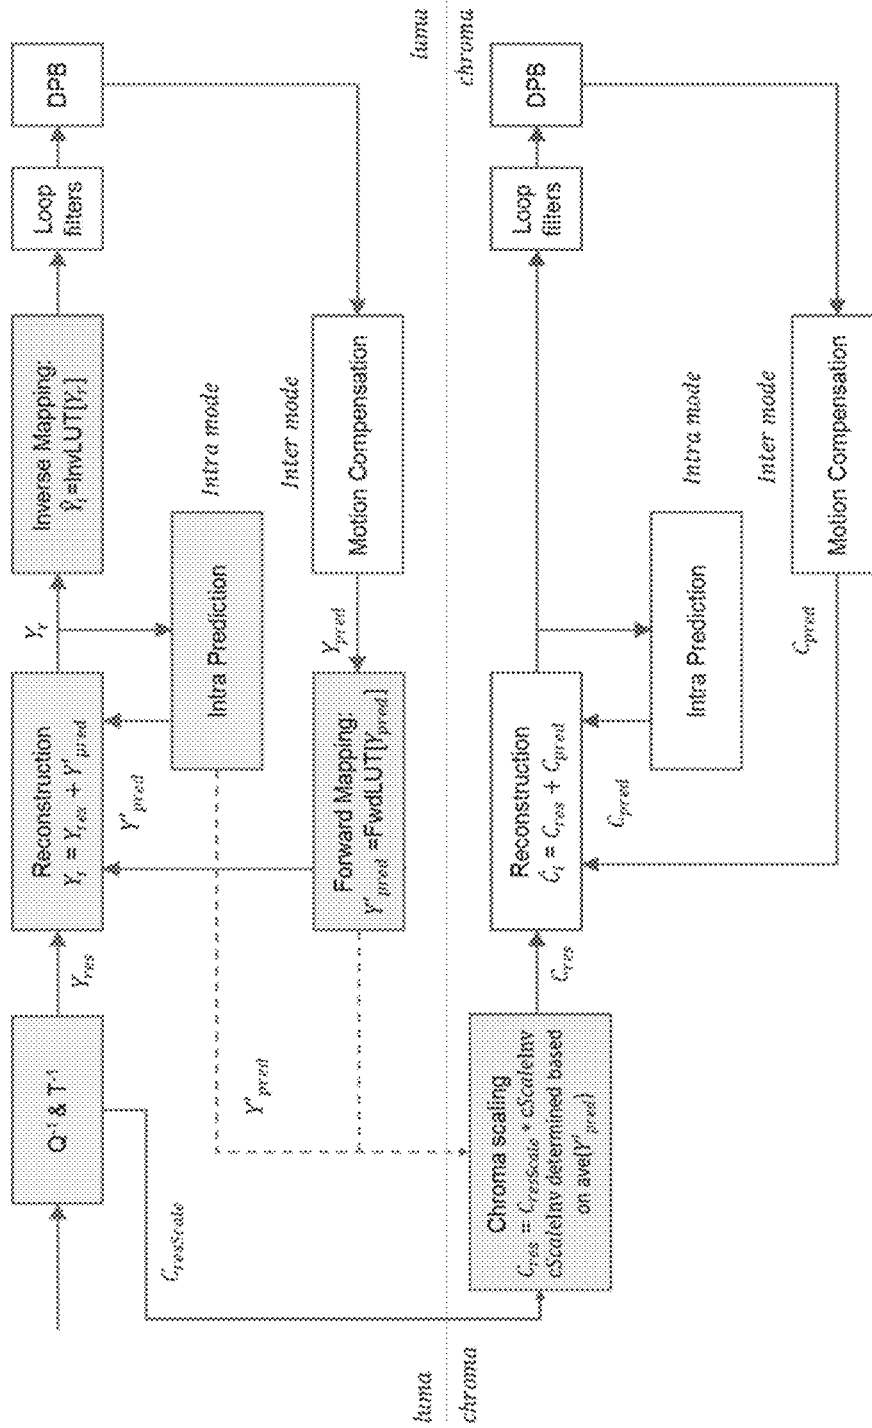 luma
Q⁻¹ & T⁻¹
Y_res
Reconstruction
Y_r = Y_res + Y'_pred
Y_r
Inverse Mapping:
Ŷ_i=InvLUT[Y_r]
Loop
filters
DPB
luma
C_resScale
Y'_pred
Y'_pred
Intra Prediction
Intra mode
Forward Mapping:
Y'_pred =FwdLUT[Y_pred]
Y_pred
Motion Compensation
Inter mode
chroma
Chroma scaling
C_res = C_resScale * cScaleInv
cScaleInv determined based
on ave(Y'_pred)
C_res
Reconstruction
C_i = C_res + C_pred
C_pred
Intra Prediction
Intra mode
C_pred
Motion Compensation
Inter mode
Loop
filters
DPB
chroma